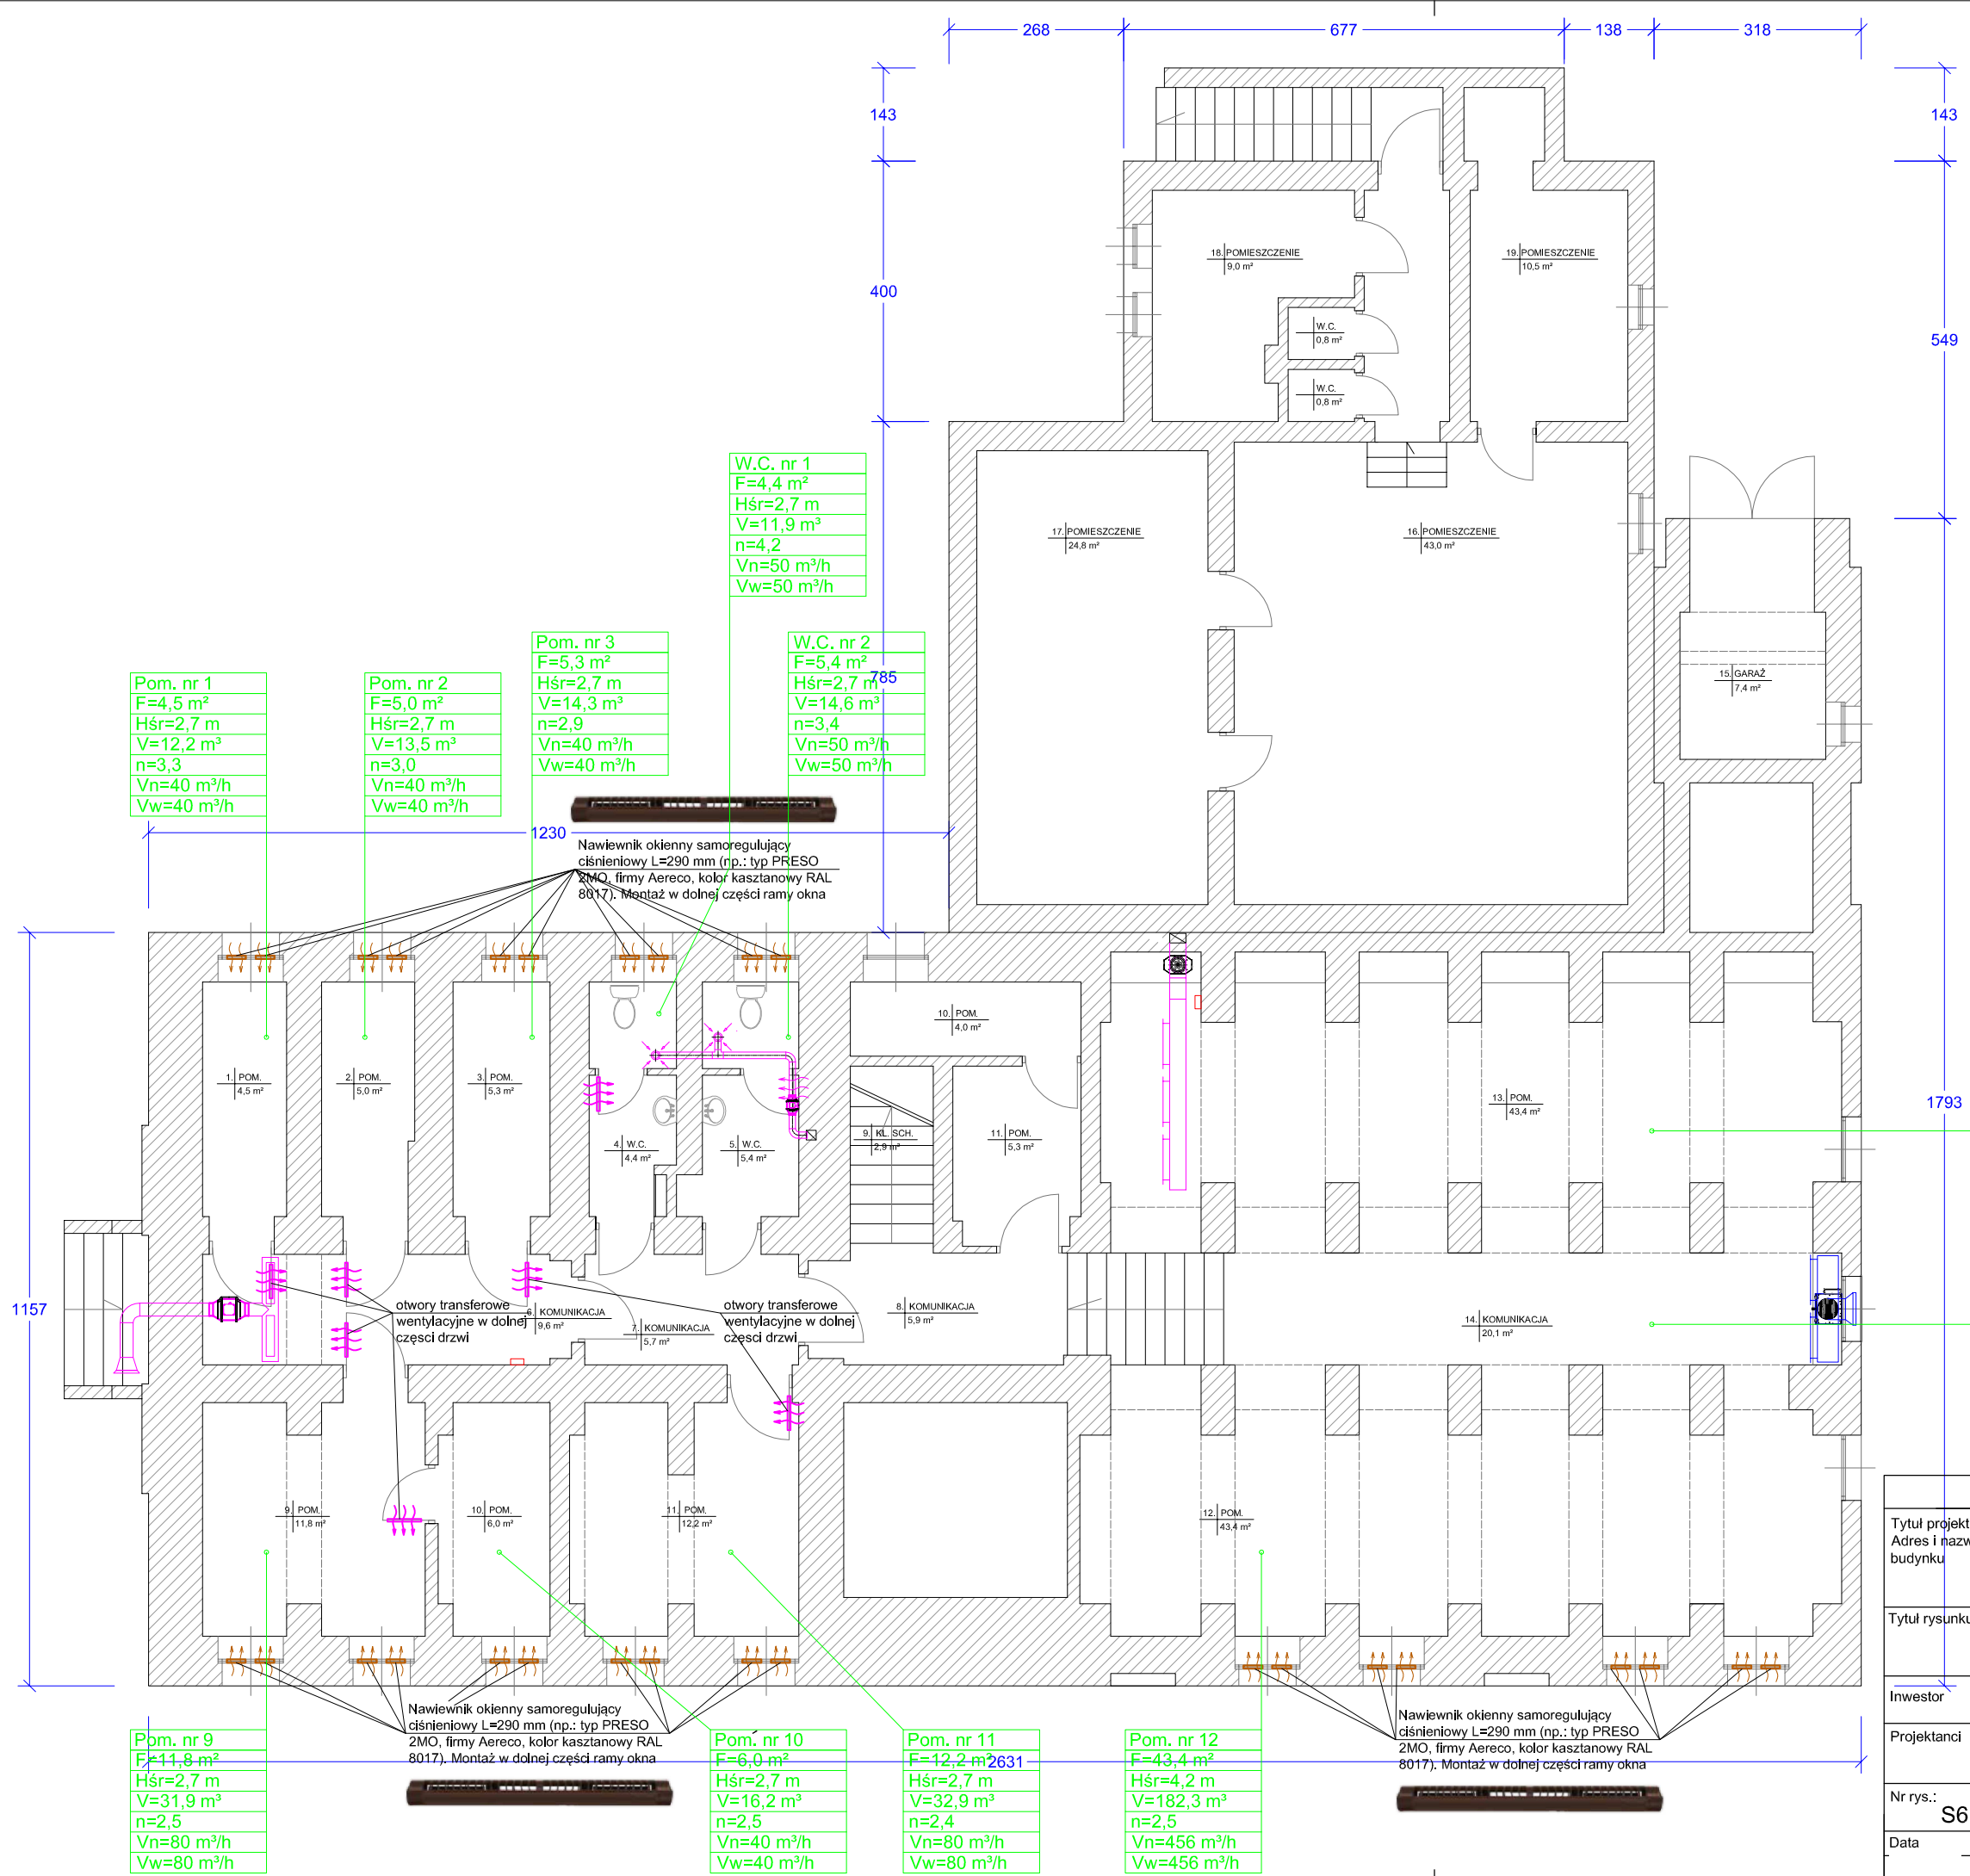 268
677
138
318
143
143
400
549
785
1793
1230
1157
2631
18. POMIESZCZENIE
9,0 m²
19. POMIESZCZENIE
10,5 m²
W.C.
0,8 m²
W.C.
0,8 m²
17. POMIESZCZENIE
24,8 m²
16. POMIESZCZENIE
43,0 m²
15. GARAŻ
7,4 m²
W.C. nr 1
F=4,4 m²
Hśr=2,7 m
V=11,9 m³
n=4,2
Vn=50 m³/h
Vw=50 m³/h
Pom. nr 3
F=5,3 m²
Hśr=2,7 m
V=14,3 m³
n=2,9
Vn=40 m³/h
Vw=40 m³/h
W.C. nr 2
F=5,4 m²
Hśr=2,7 m
V=14,6 m³
n=3,4
Vn=50 m³/h
Vw=50 m³/h
Pom. nr 1
F=4,5 m²
Hśr=2,7 m
V=12,2 m³
n=3,3
Vn=40 m³/h
Vw=40 m³/h
Pom. nr 2
F=5,0 m²
Hśr=2,7 m
V=13,5 m³
n=3,0
Vn=40 m³/h
Vw=40 m³/h
Nawiewnik okienny samoregulujący
ciśnieniowy L=290 mm (np.: typ PRESO
2MO, firmy Aereco, kolor kasztanowy RAL
8017). Montaż w dolnej części ramy okna
1. POM.
4,5 m²
2. POM.
5,0 m²
3. POM.
5,3 m²
4. W.C.
4,4 m²
5. W.C.
5,4 m²
10. POM.
4,0 m²
9. KL. SCH.
2,9 m²
11. POM.
5,3 m²
13. POM.
43,4 m²
otwory transferowe
wentylacyjne w dolnej
częsci drzwi
6. KOMUNIKACJA
9,6 m²
7. KOMUNIKACJA
5,7 m²
otwory transferowe
wentylacyjne w dolnej
częsci drzwi
8. KOMUNIKACJA
5,9 m²
14. KOMUNIKACJA
20,1 m²
9. POM.
11,8 m²
10. POM.
6,0 m²
11. POM.
12,2 m²
12. POM.
43,4 m²
Nawiewnik okienny samoregulujący
ciśnieniowy L=290 mm (np.: typ PRESO
2MO, firmy Aereco, kolor kasztanowy RAL
8017). Montaż w dolnej części ramy okna
Nawiewnik okienny samoregulujący
ciśnieniowy L=290 mm (np.: typ PRESO
2MO, firmy Aereco, kolor kasztanowy RAL
8017). Montaż w dolnej części ramy okna
Pom. nr 9
F=11,8 m²
Hśr=2,7 m
V=31,9 m³
n=2,5
Vn=80 m³/h
Vw=80 m³/h
Pom. nr 10
F=6,0 m²
Hśr=2,7 m
V=16,2 m³
n=2,5
Vn=40 m³/h
Vw=40 m³/h
Pom. nr 11
F=12,2 m²
Hśr=2,7 m
V=32,9 m³
n=2,4
Vn=80 m³/h
Vw=80 m³/h
Pom. nr 12
F=43,4 m²
Hśr=4,2 m
V=182,3 m³
n=2,5
Vn=456 m³/h
Vw=456 m³/h
Tytuł projekt
Adres i nazw
budynku
Tytuł rysunku
Inwestor
Projektanci
Nr rys.:
S6
Data